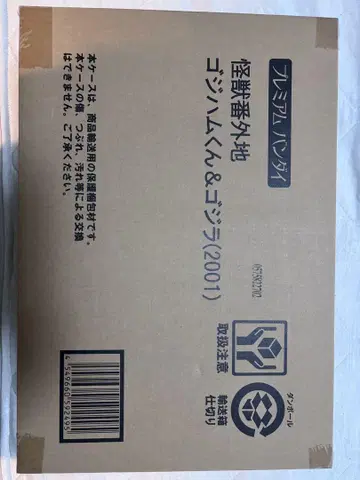 プレミアム バンダイ
怪獣番外地
ゴジハムくん&ゴジラ(2001)
本ケースは、商品輸送用の保護梱包材です。
本ケースの傷、つぶれ、汚れ等による交換
はできません。ご了承ください。
取扱注意
ダンボール
輸送箱
仕切り
4549660592495